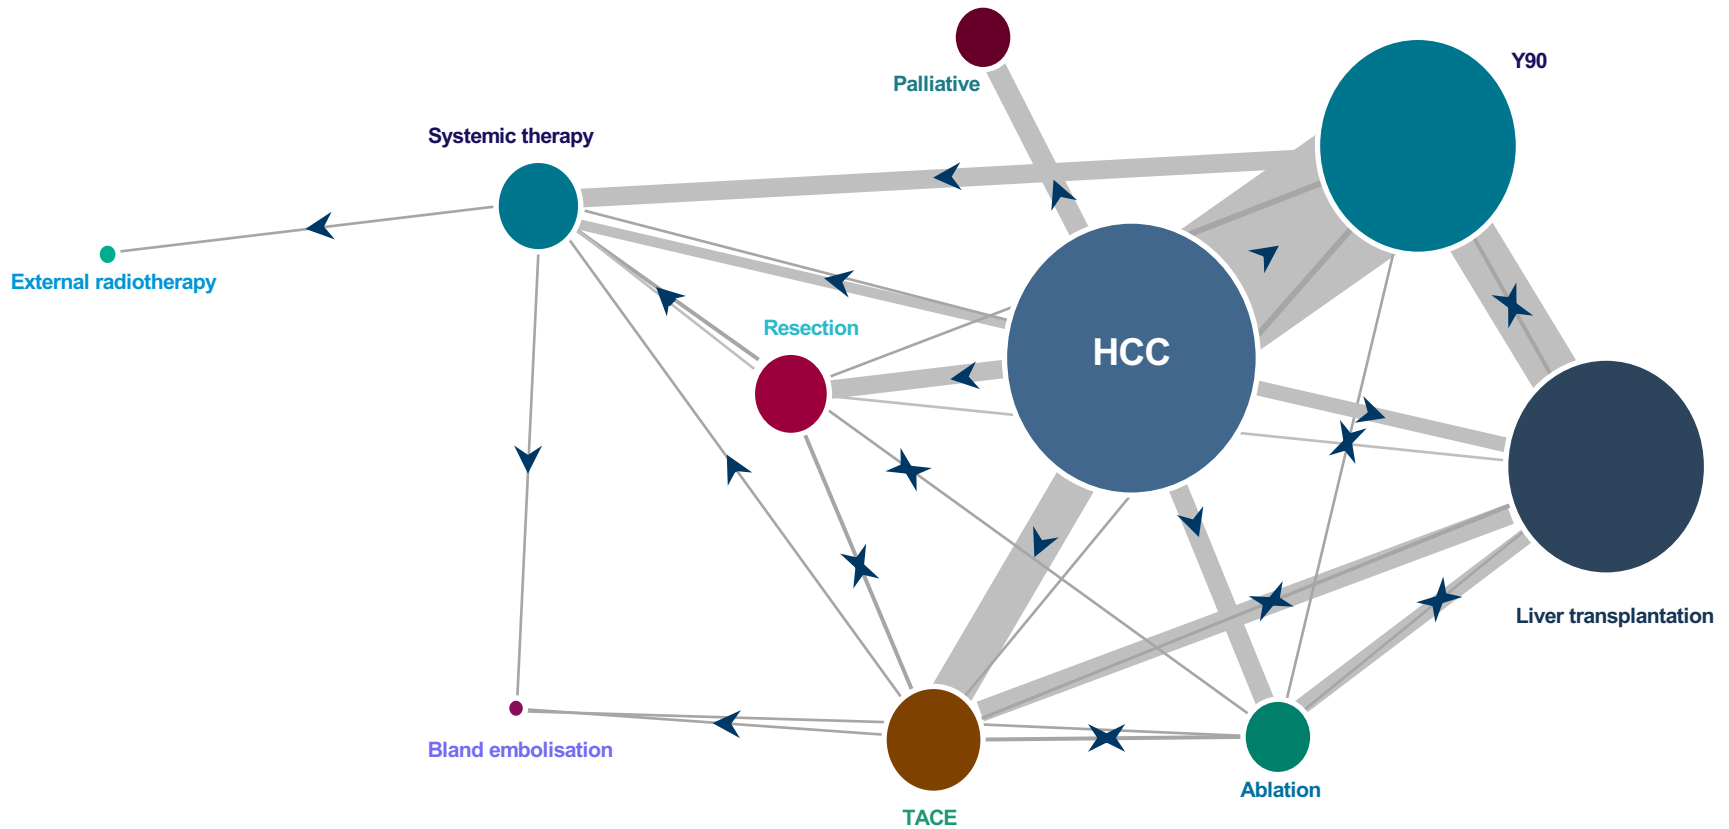 Y90
Palliative
Systemic therapy
External radiotherapy
Resection
HCC
Liver transplantation
Bland embolisation
Ablation
TACE